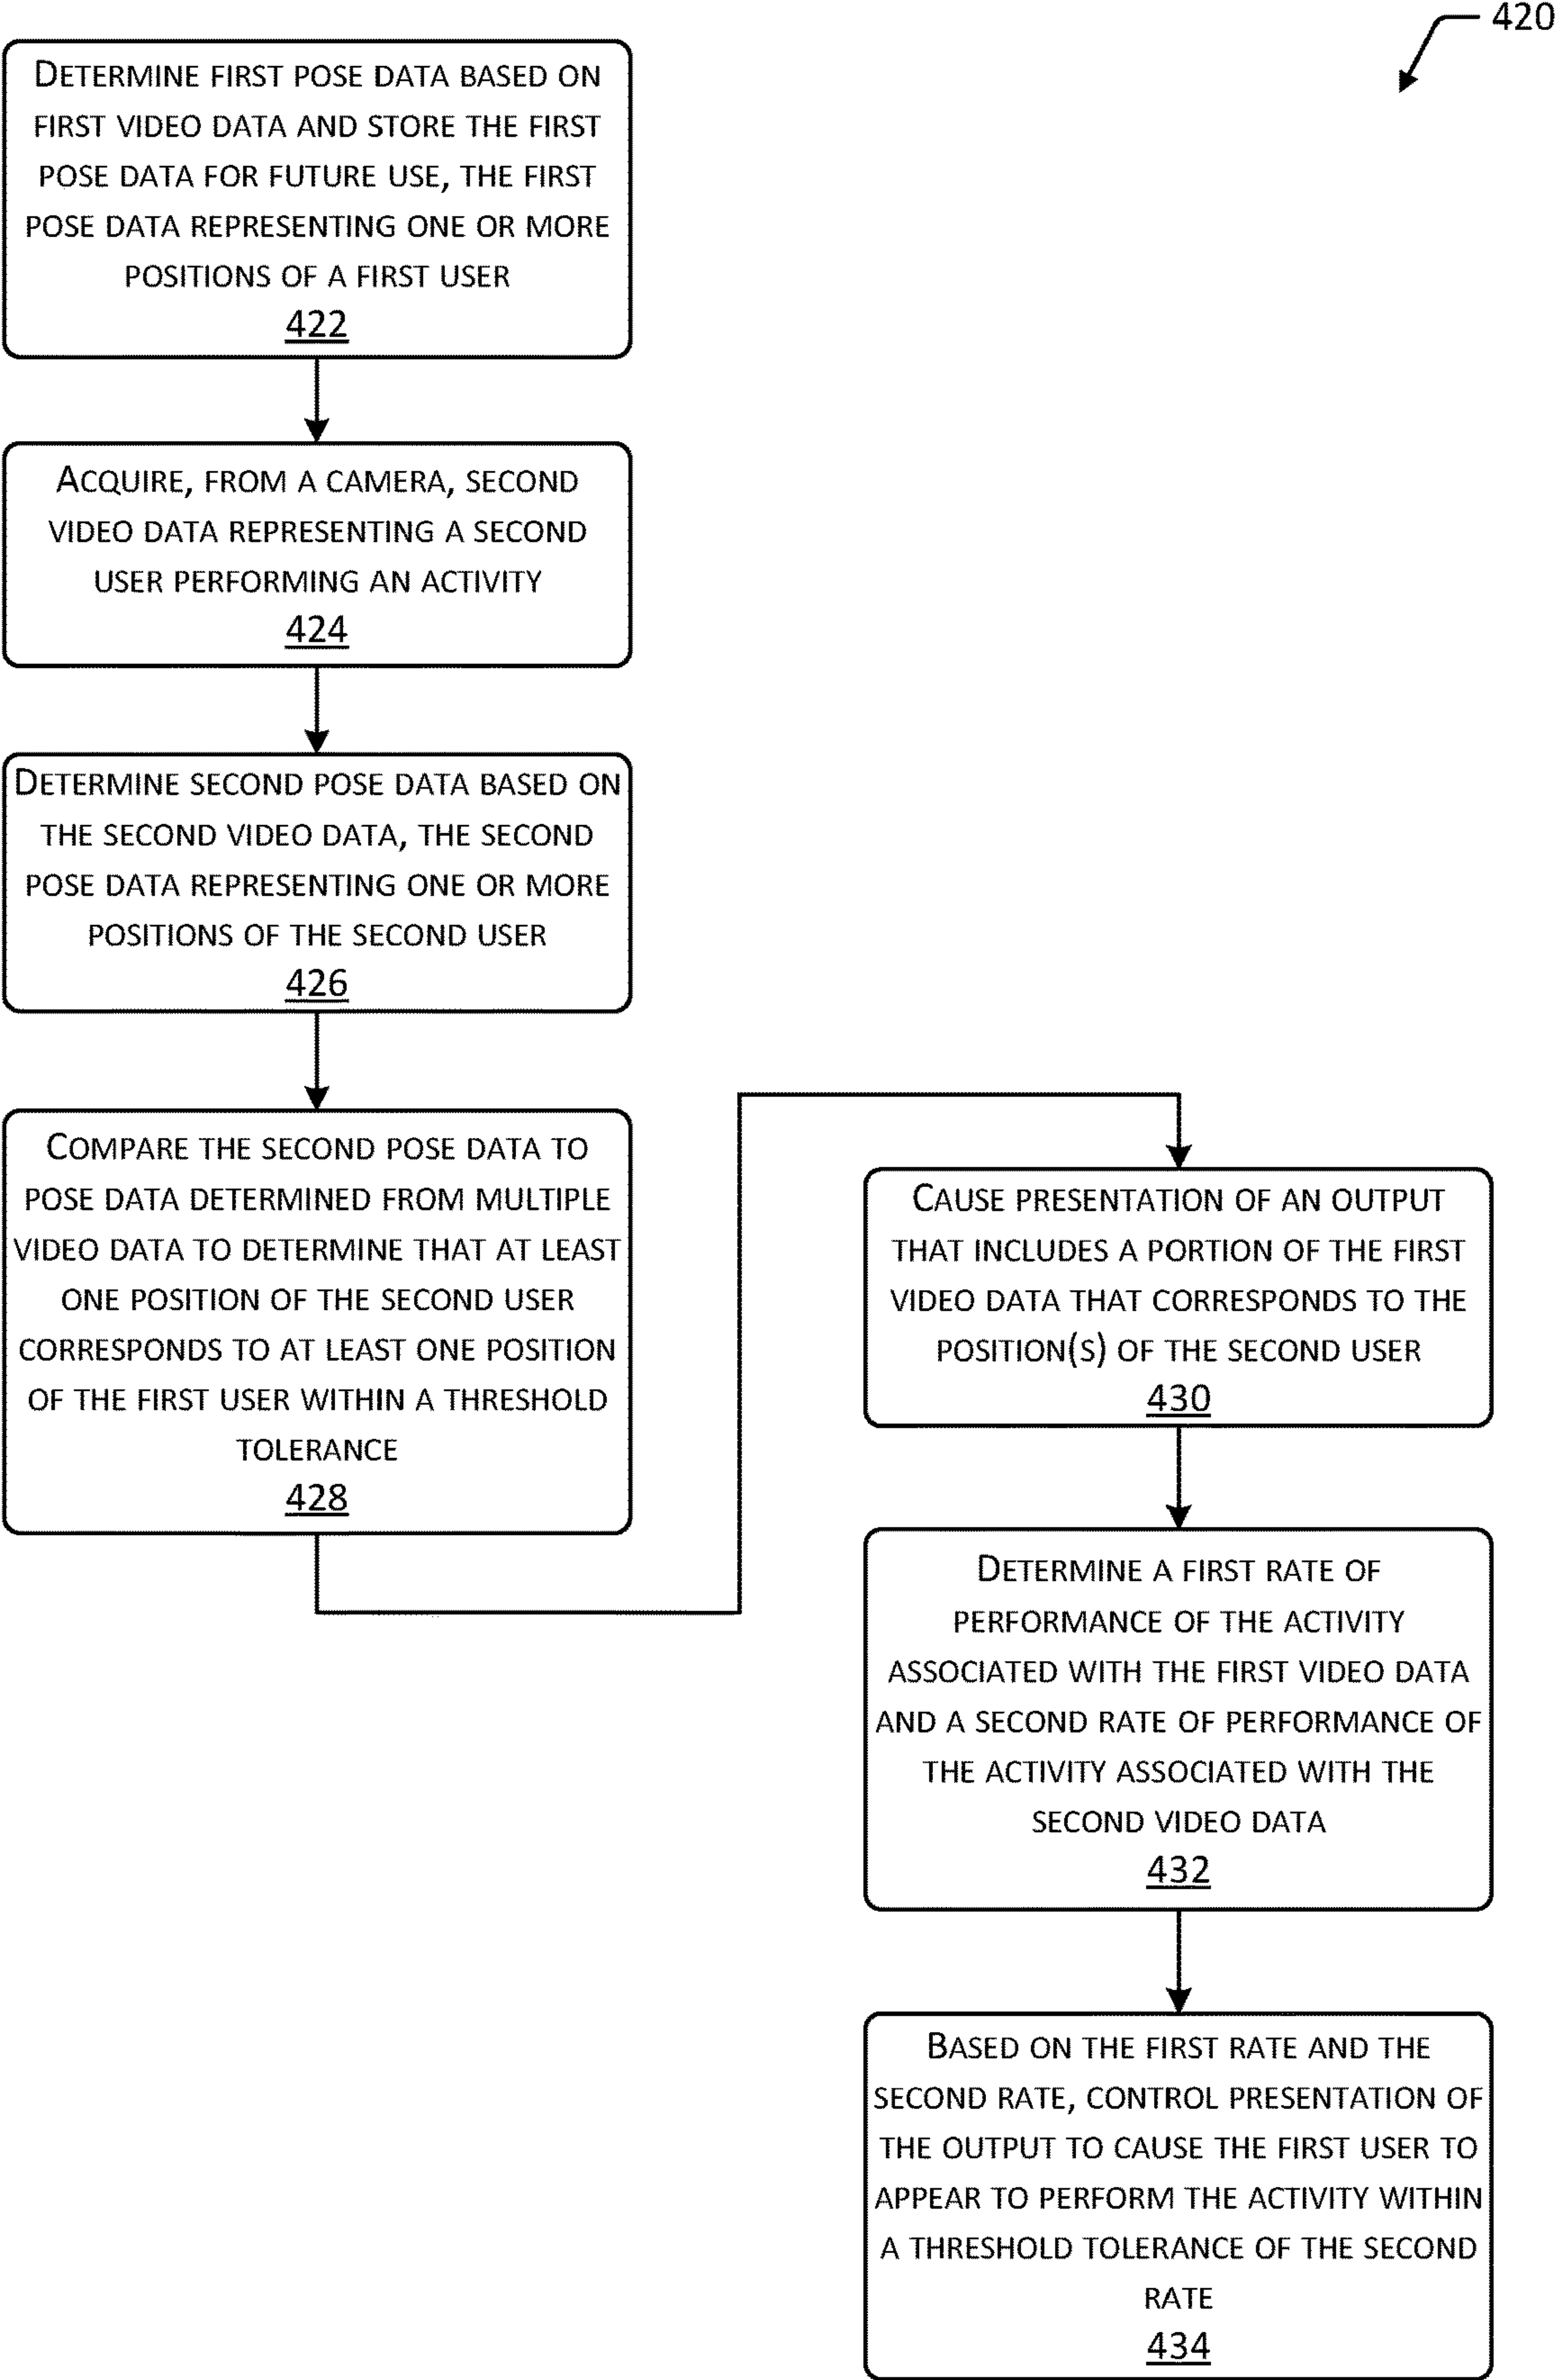 420
DETERMINE FIRST POSE DATA BASED ON
FIRST VIDEO DATA AND STORE THE FIRST
POSE DATA FOR FUTURE USE, THE FIRST
POSE DATA REPRESENTING ONE OR MORE
POSITIONS OF A FIRST USER
422
ACQUIRE, FROM A CAMERA, SECOND
VIDEO DATA REPRESENTING A SECOND
USER PERFORMING AN ACTIVITY
424
DETERMINE SECOND POSE DATA BASED ON
THE SECOND VIDEO DATA, THE SECOND
POSE DATA REPRESENTING ONE OR MORE
POSITIONS OF THE SECOND USER
426
COMPARE THE SECOND POSE DATA TO
POSE DATA DETERMINED FROM MULTIPLE
VIDEO DATA TO DETERMINE THAT AT LEAST
ONE POSITION OF THE SECOND USER
CORRESPONDS TO AT LEAST ONE POSITION
OF THE FIRST USER WITHIN A THRESHOLD
TOLERANCE
428
CAUSE PRESENTATION OF AN OUTPUT
THAT INCLUDES A PORTION OF THE FIRST
VIDEO DATA THAT CORRESPONDS TO THE
POSITION(S) OF THE SECOND USER
430
DETERMINE A FIRST RATE OF
PERFORMANCE OF THE ACTIVITY
ASSOCIATED WITH THE FIRST VIDEO DATA
AND A SECOND RATE OF PERFORMANCE OF
THE ACTIVITY ASSOCIATED WITH THE
SECOND VIDEO DATA
432
BASED ON THE FIRST RATE AND THE
SECOND RATE, CONTROL PRESENTATION OF
THE OUTPUT TO CAUSE THE FIRST USER TO
APPEAR TO PERFORM THE ACTIVITY WITHIN
A THRESHOLD TOLERANCE OF THE SECOND
RATE
434